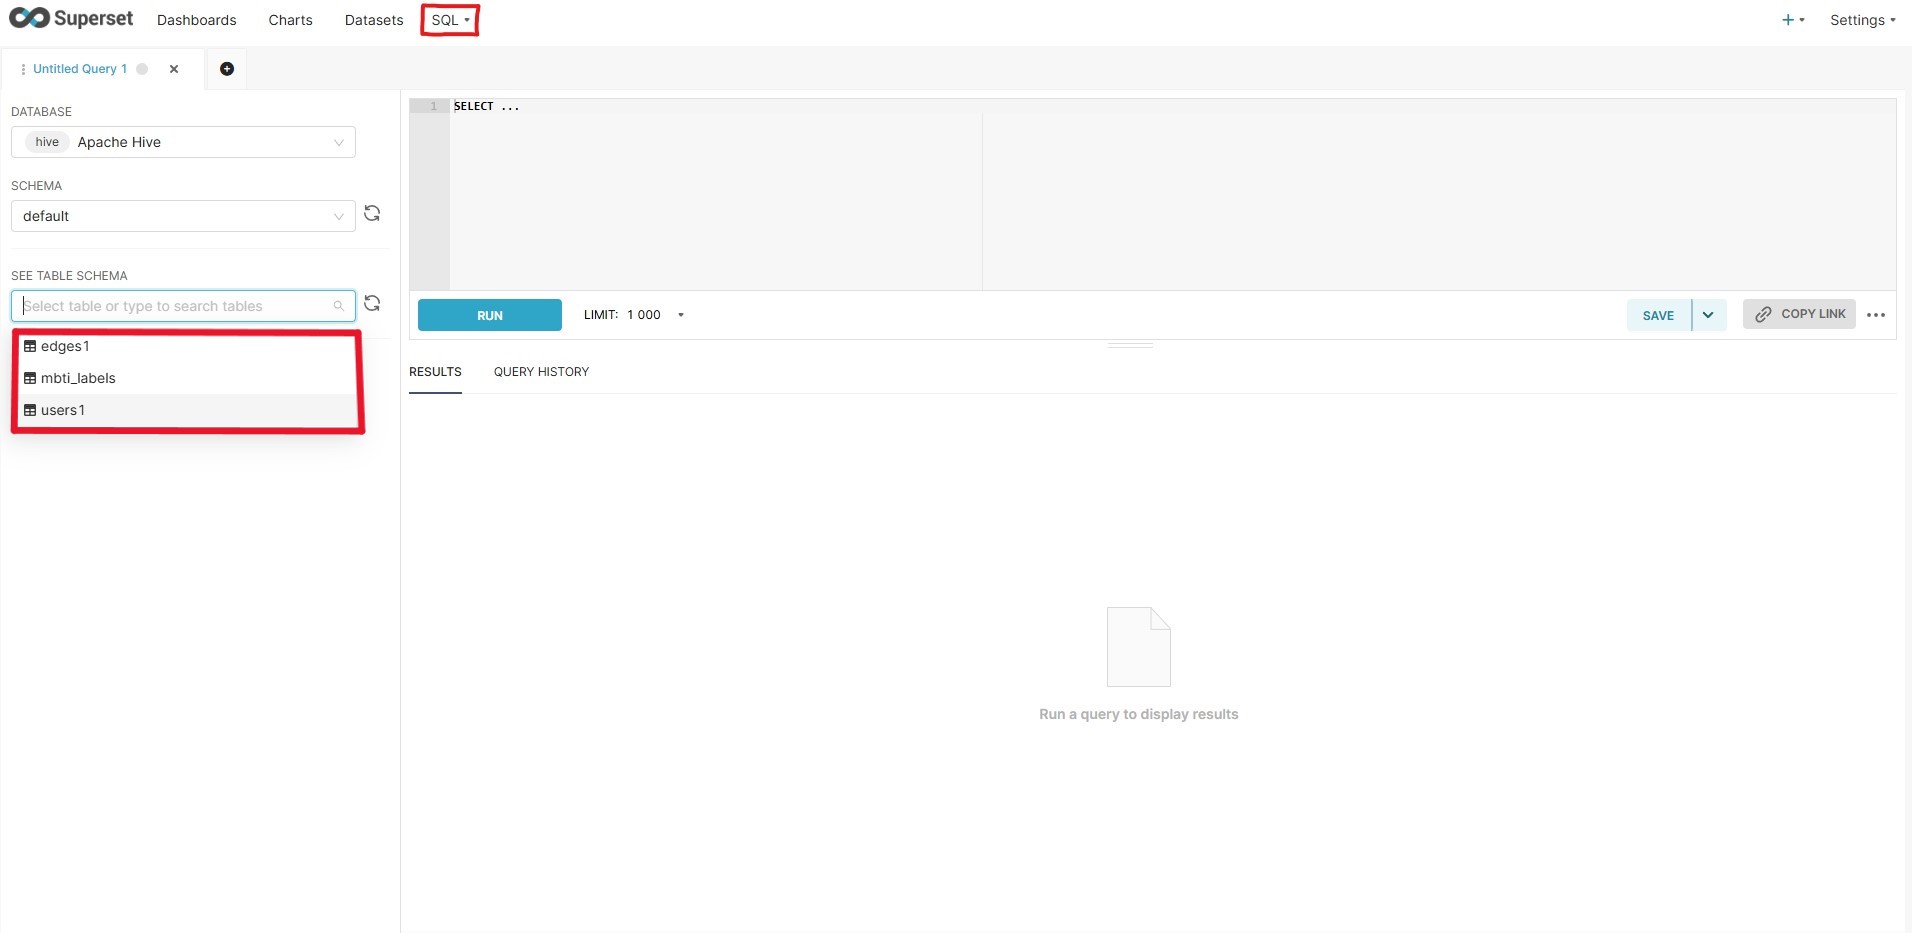 Superset Dashboards Charts Datasets SQL Settings
Untitled Query 1
DATABASE
hive Apache Hive
SCHEMA
default
SEE TABLE SCHEMA
Select table or type to search tables
edges1
mbti_labels
users1
1 SELECT ...
RUN LIMIT: 1 000 SAVE COPY LINK
RESULTS QUERY HISTORY
Run a query to display results